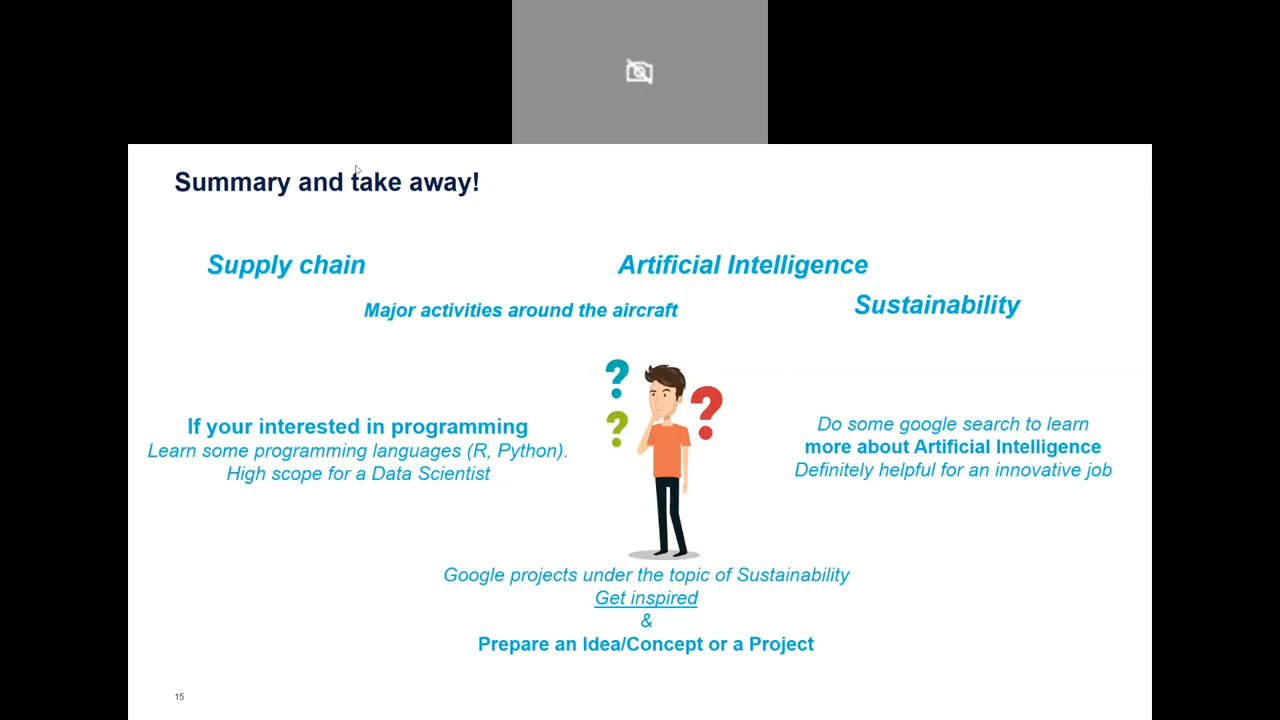 Summary and take away!
Supply chain
Artificial Intelligence
Major activities around the aircraft
Sustainability
? ? ?
If your interested in programming
Learn some programming languages (R, Python).
High scope for a Data Scientist
Do some google search to learn
more about Artificial Intelligence
Definitely helpful for an innovative job
Google projects under the topic of Sustainability
Get inspired
&
Prepare an Idea/Concept or a Project
15